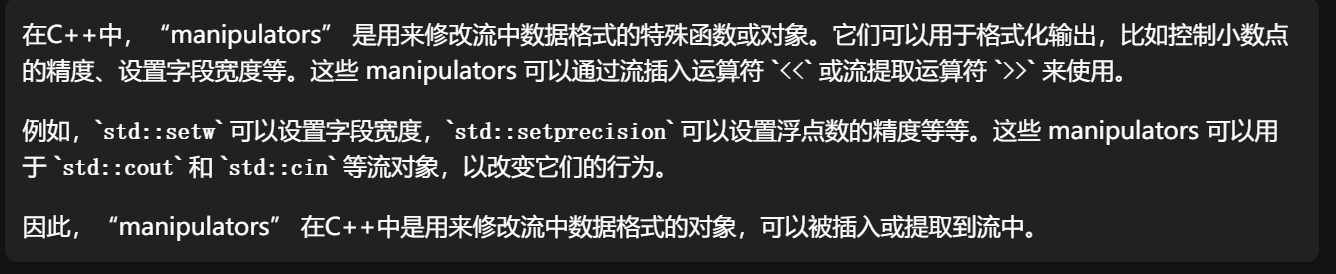 在C++中，“manipulators” 是用来修改流中数据格式的特殊函数或对象。它们可以用于格式化输出，比如控制小数点
的精度、设置字段宽度等。这些 manipulators 可以通过流插入运算符 `<<` 或流提取运算符 `>>` 来使用。
例如，`std::setw` 可以设置字段宽度，`std::setprecision` 可以设置浮点数的精度等等。这些 manipulators 可以用
于 `std::cout` 和 `std::cin` 等流对象，以改变它们的行为。
因此，“manipulators” 在C++中是用来修改流中数据格式的对象，可以被插入或提取到流中。